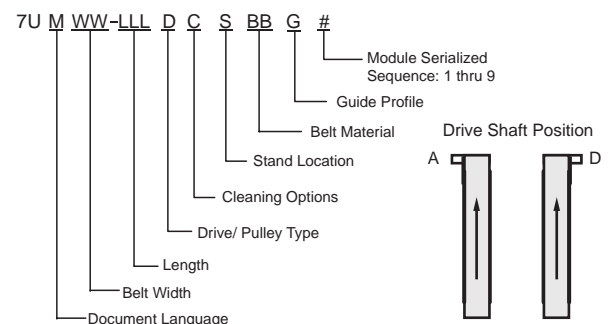 7U M WW-LLL D C S BB G #
Module Serialized
Sequence: 1 thru 9
Guide Profile
Belt Material
Stand Location
Cleaning Options
Drive/ Pulley Type
Length
Belt Width
Document Language
Drive Shaft Position
A
D